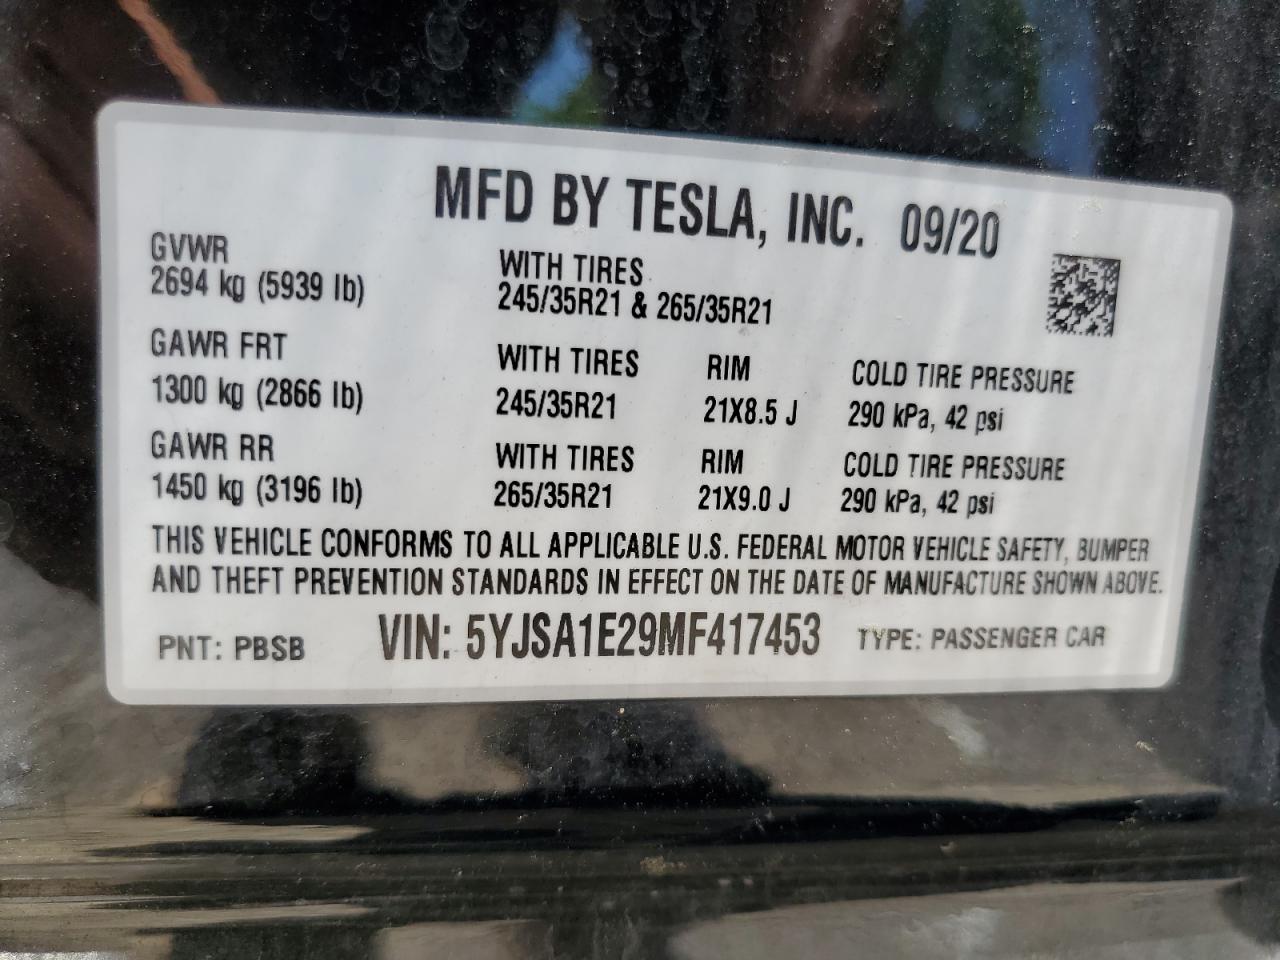 MFD BY TESLA, INC. 09/20
GVWR
2694 kg (5939 lb)
WITH TIRES
245/35R21 & 265/35R21
GAWR FRT WITH TIRES RIM COLD TIRE PRESSURE
1300 kg (2866 lb) 245/35R21 21X8.5 J 290 kPa, 42 psi
GAWR RR WITH TIRES RIM COLD TIRE PRESSURE
1450 kg (3196 lb) 265/35R21 21X9.0 J 290 kPa, 42 psi
THIS VEHICLE CONFORMS TO ALL APPLICABLE U.S. FEDERAL MOTOR VEHICLE SAFETY, BUMPER
AND THEFT PREVENTION STANDARDS IN EFFECT ON THE DATE OF MANUFACTURE SHOWN ABOVE.
PNT: PBSB VIN: 5YJSA1E29MF417453 TYPE: PASSENGER CAR